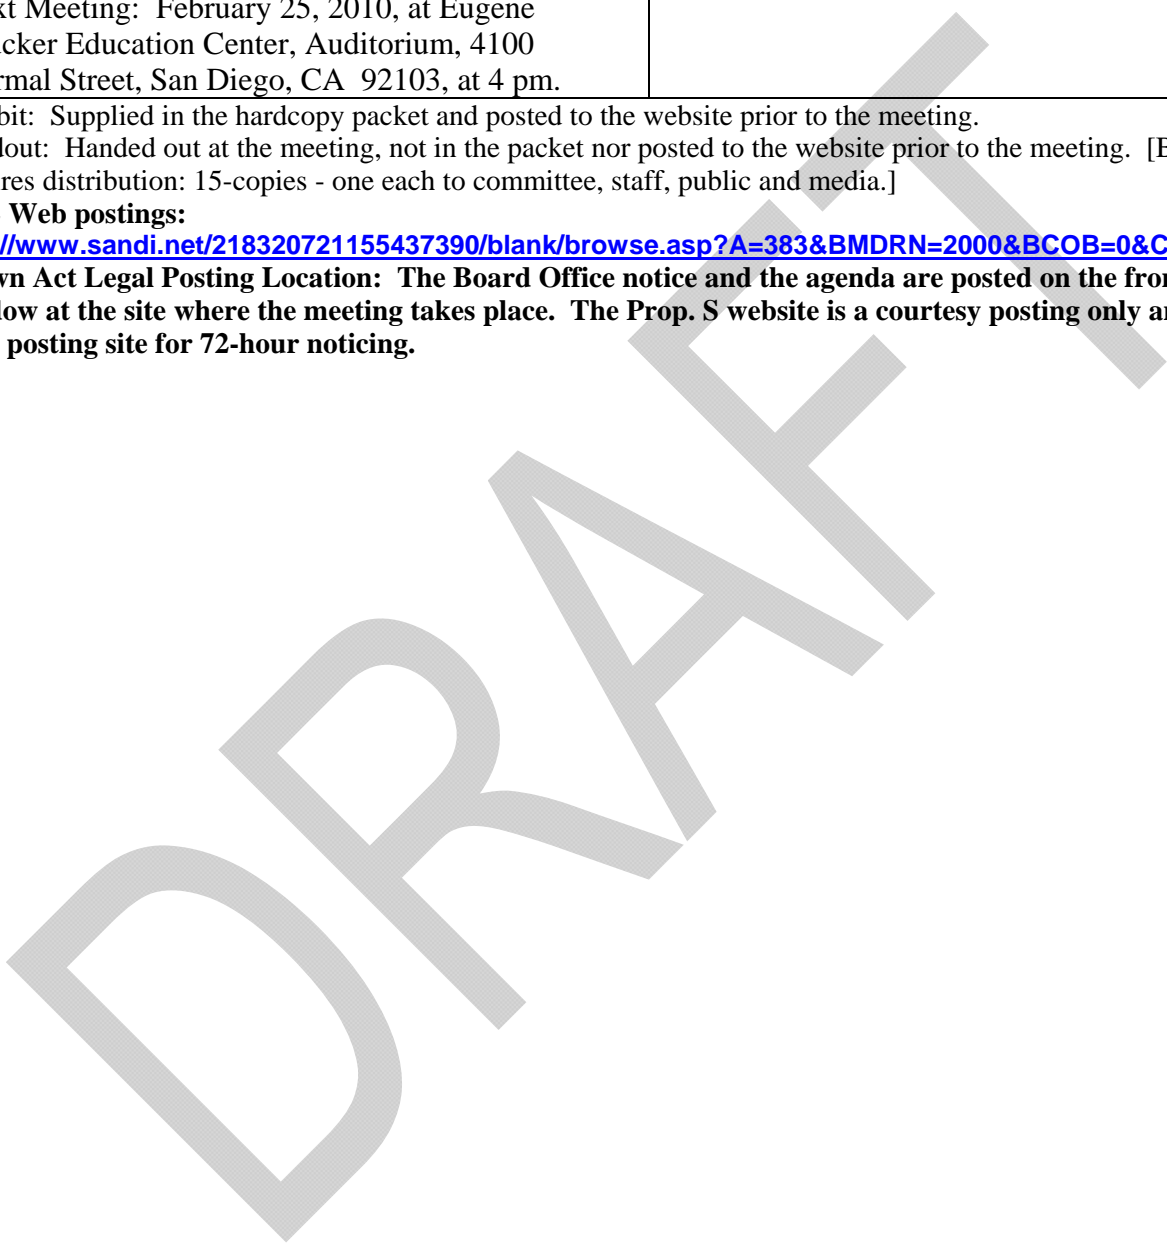 xt Meeting: February 25, 2010, at Eugene
ucker Education Center, Auditorium, 4100
rmal Street, San Diego, CA 92103, at 4 pm.
bit: Supplied in the hardcopy packet and posted to the website prior to the meeting.
lout: Handed out at the meeting, not in the packet nor posted to the website prior to the meeting. [B
res distribution: 15-copies - one each to committee, staff, public and media.]
Web postings:
//www.sandi.net/218320721155437390/blank/browse.asp?A=383&BMDRN=2000&BCOB=0&C
wn Act Legal Posting Location: The Board Office notice and the agenda are posted on the fron
low at the site where the meeting takes place. The Prop. S website is a courtesy posting only an
posting site for 72-hour noticing.
DRAFT